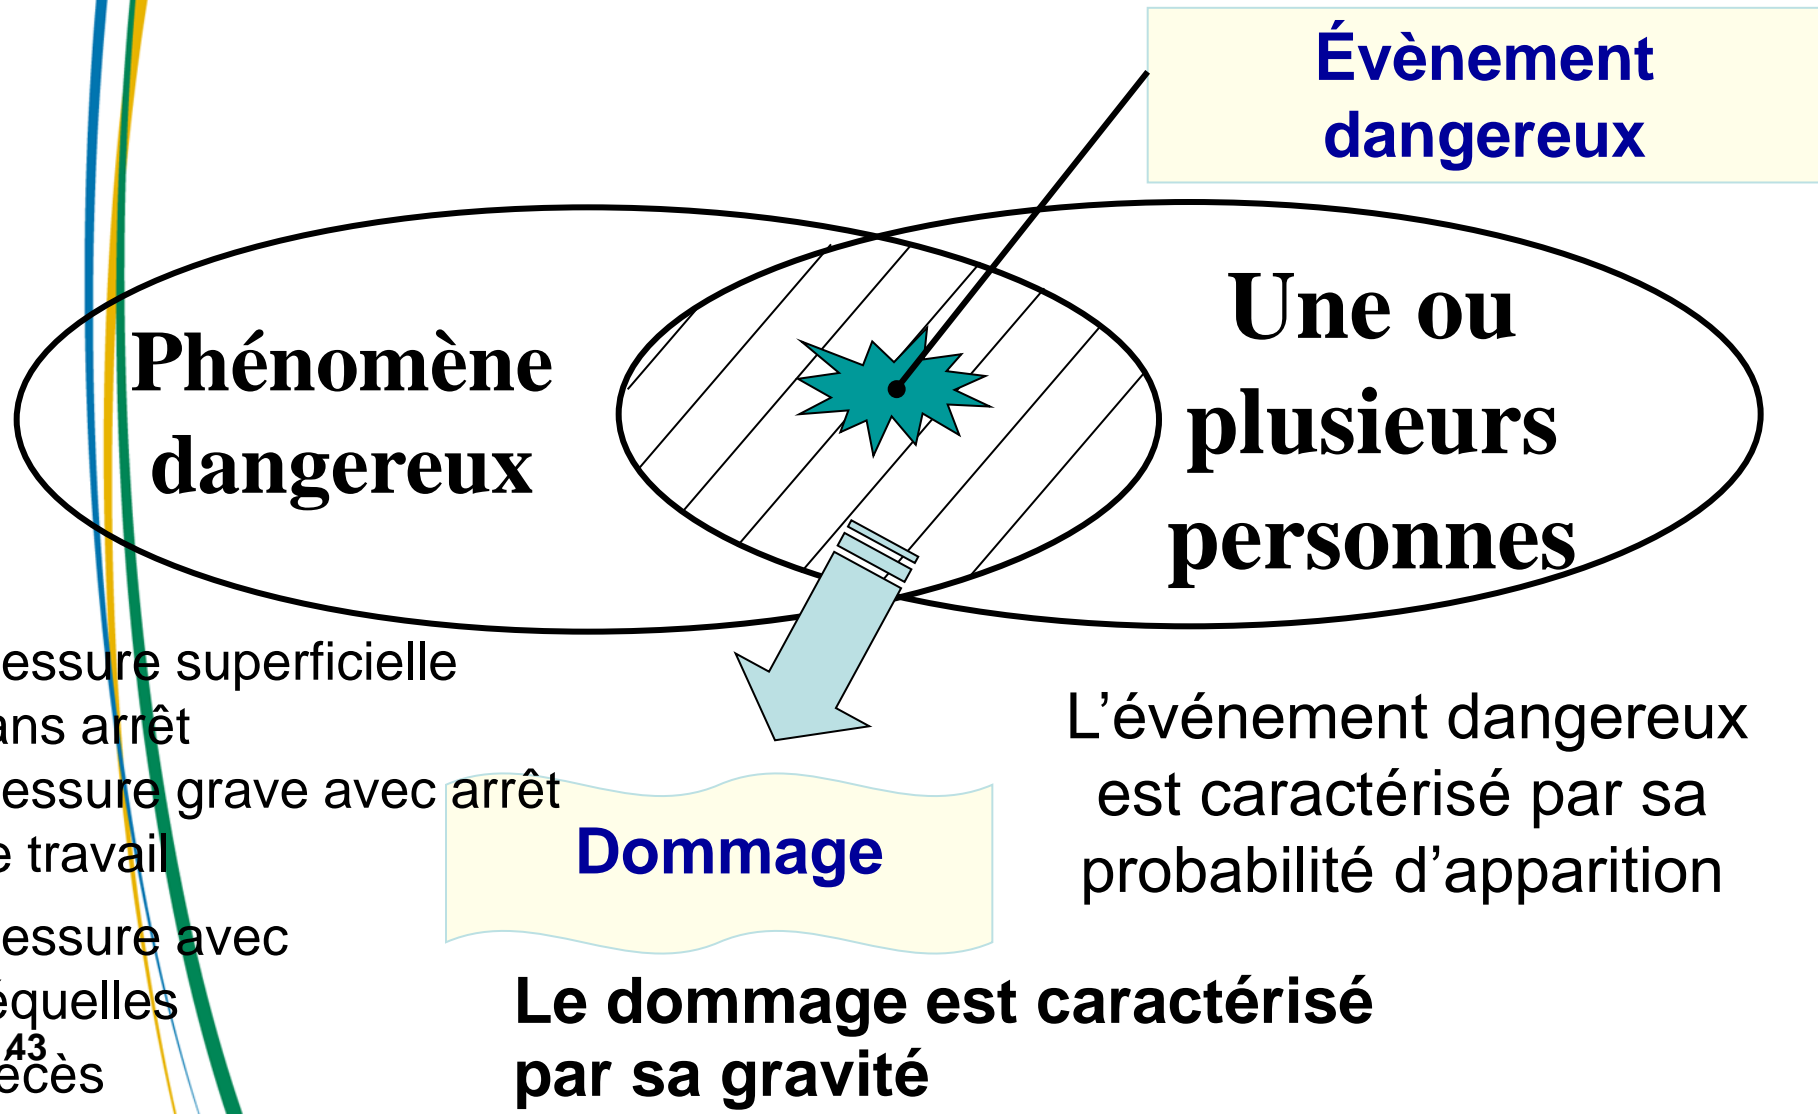 Évènement
dangereux
Phénomène
dangereux
Une ou
plusieurs
personnes
essure superficielle
ans arrêt
essure grave avec arrêt
e travail
essure avec
équelles
écès
43
Dommage
L’événement dangereux
est caractérisé par sa
probabilité d’apparition
Le dommage est caractérisé
par sa gravité